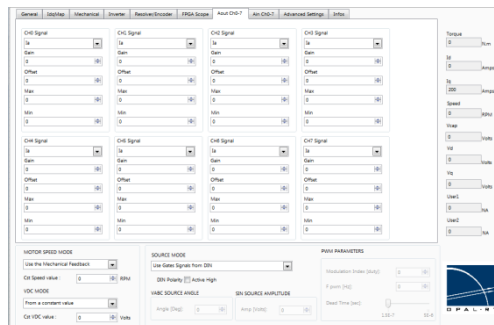 General IdqMap Mechanical Inverter Resolver/Encoder FPGA Scope Aout Ch0-7 Ain Ch0-7 Advanced Settings Infos
CH0 Signal CH1 Signal CH2 Signal CH3 Signal
Ia Ia Ia Ia
Gain Gain Gain Gain
0 0 0 0
Offset Offset Offset Offset
0 0 0 0
Max Max Max Max
0 0 0 0
Min Min Min Min
0 0 0 0
CH4 Signal CH5 Signal CH6 Signal CH7 Signal
Ia Ia Ia Ia
Gain Gain Gain Gain
0 0 0 0
Offset Offset Offset Offset
0 0 0 0
Max Max Max Max
0 0 0 0
Min Min Min Min
0 0 0 0
Torque
0 N.m
Id
0 Amps
Iq
200 Amps
Speed
0 RPM
0 Volts
Vd
0 Volts
Vq
0 Volts
User1
0 NA
User2
0 NA
MOTOR SPEED MODE
Use the Mechanical Feedback
Cst Speed value : 0 RPM
VDC MODE
From a constant value
Cst VDC value : 0 Volts
SOURCE MODE
Use Gates Signals from DIN
DIN Polarity Active High
VABC SOURCE ANGLE SIN SOURCE AMPLITUDE
Angle (Deg) 0 Amp (Volts) 0
PWM PARAMETERS
Modulation Index (duty) 0
F pwm (Hz) 0
Dead Time (sec)
OPAL-R